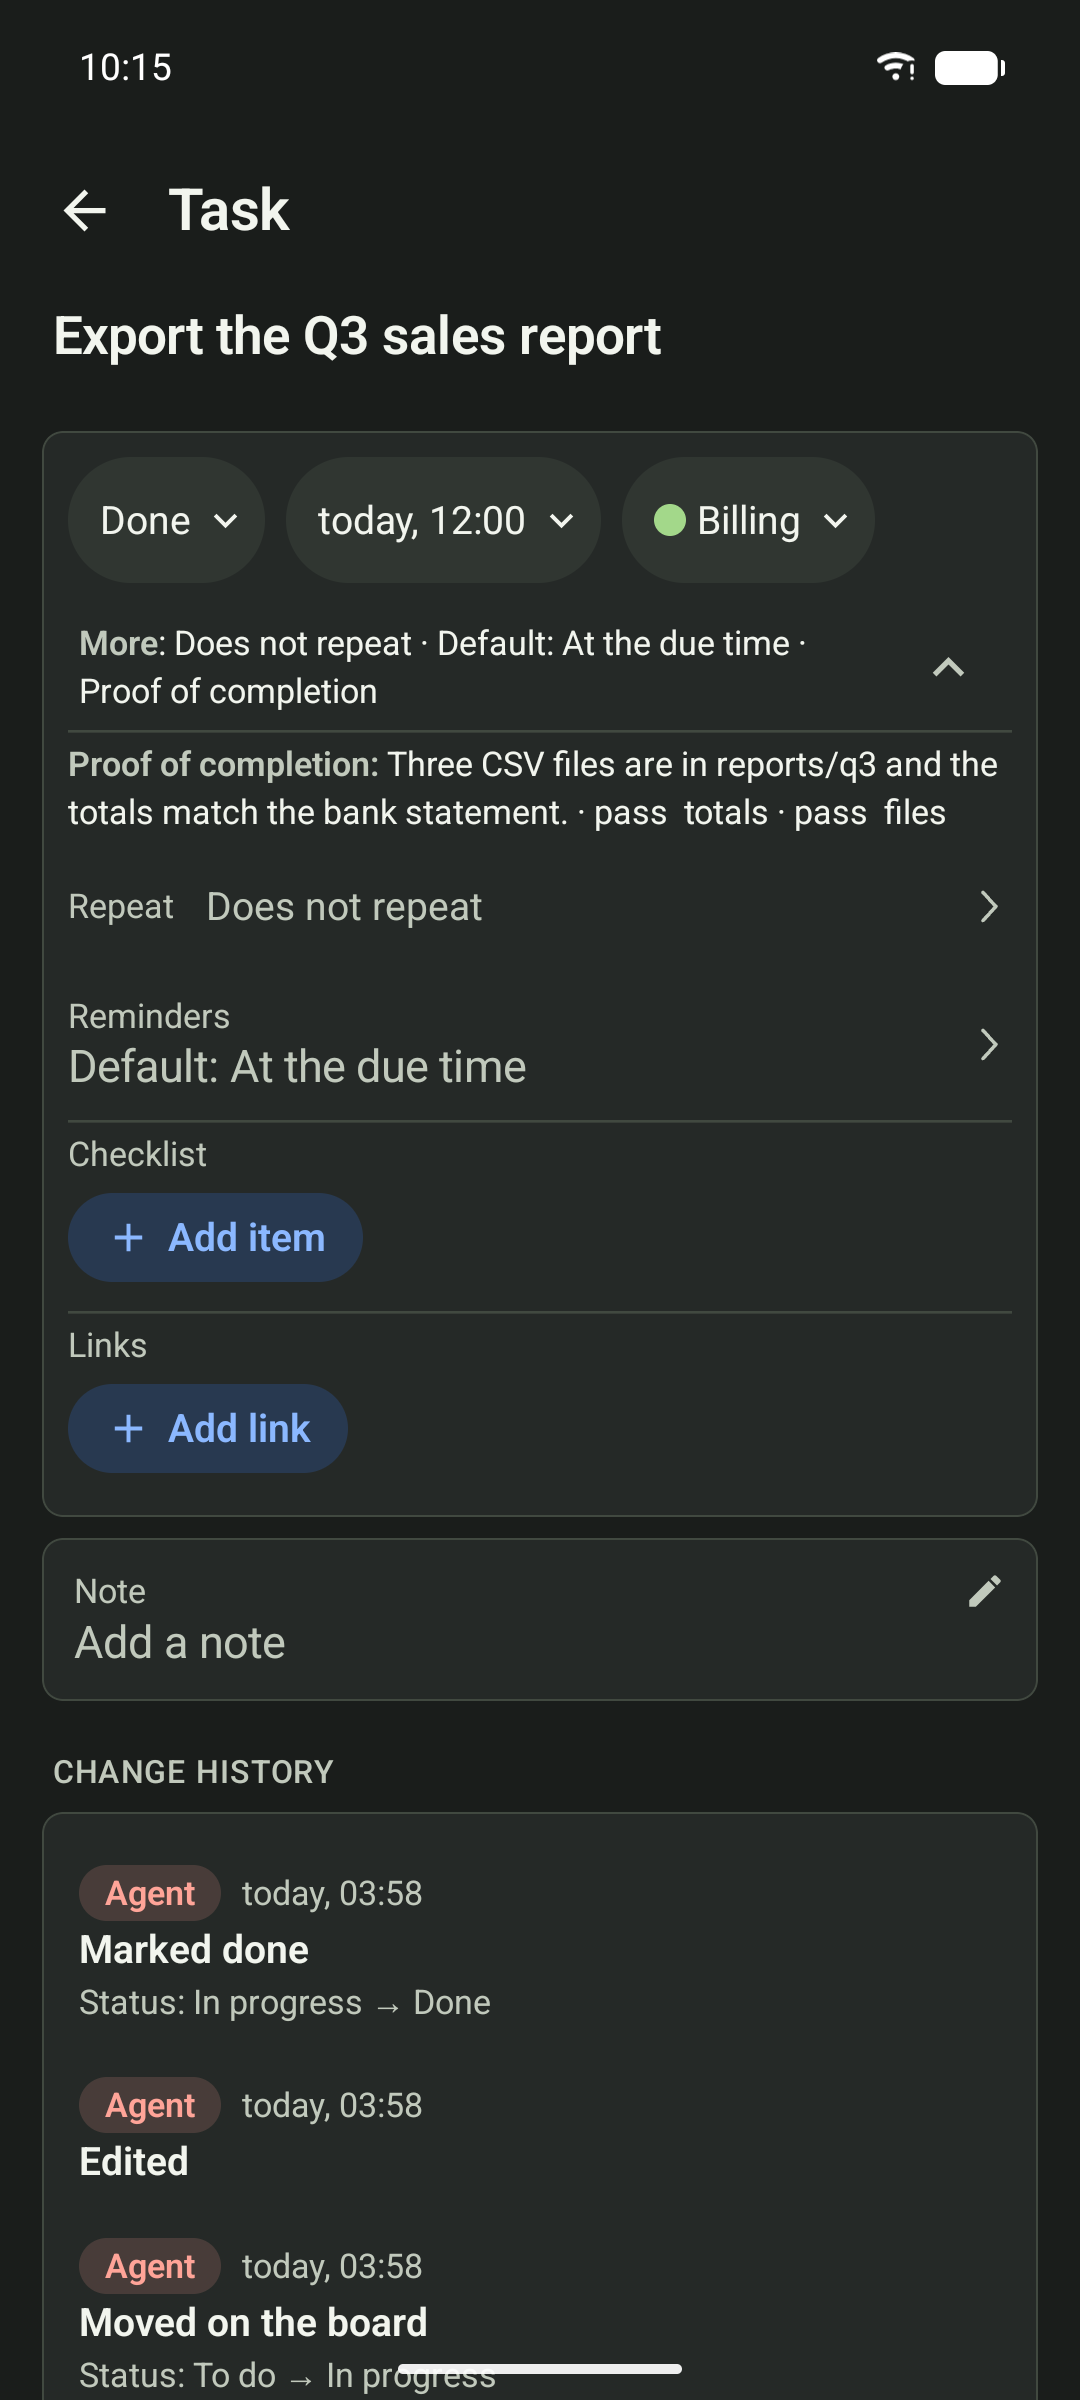 10:15
Task
Export the Q3 sales report
Done
today, 12:00
Billing
More: Does not repeat · Default: At the due time ·
Proof of completion
Proof of completion: Three CSV files are in reports/q3 and the
totals match the bank statement. · pass totals · pass files
Repeat Does not repeat
Reminders
Default: At the due time
Checklist
+ Add item
Links
+ Add link
Note
Add a note
CHANGE HISTORY
Agent today, 03:58
Marked done
Status: In progress → Done
Agent today, 03:58
Edited
Agent today, 03:58
Moved on the board
Status: To do → In progress